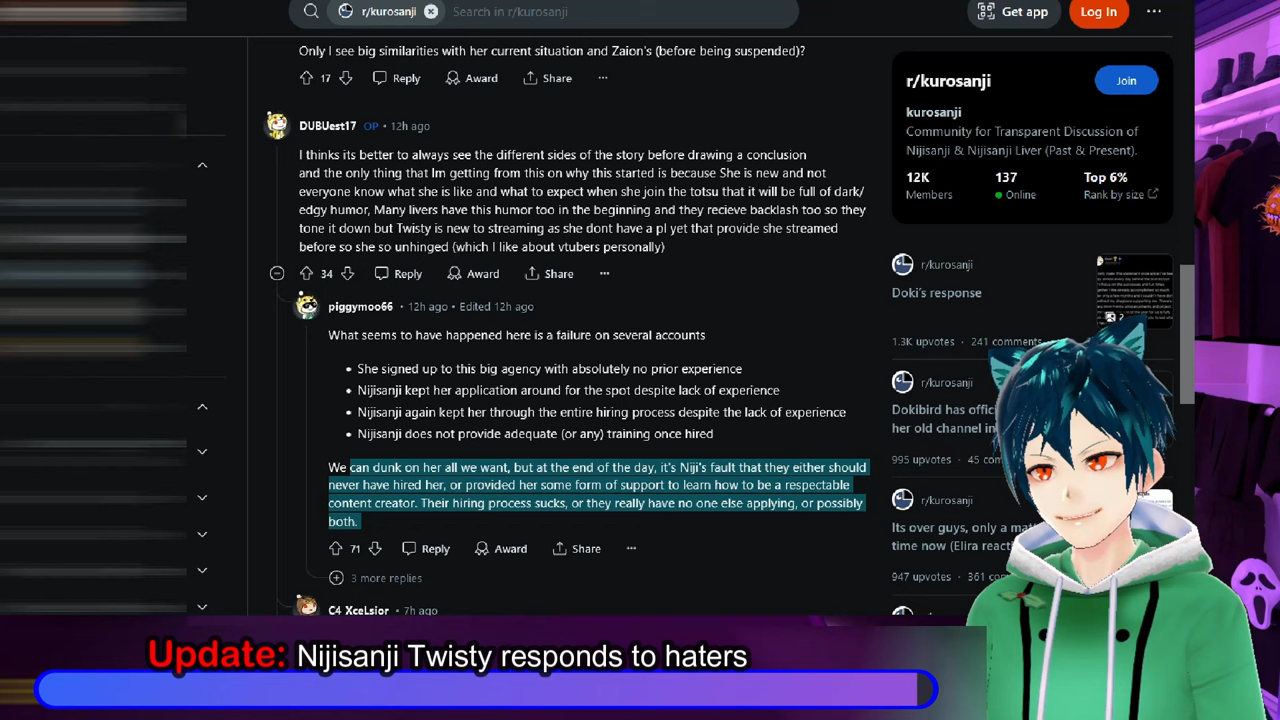 r/kurosanji
Search in r/kurosanji
Get app
Log In
Only I see big similarities with her current situation and Zaion's (before being suspended)?
17
Reply
Award
Share
DUBUest17 OP • 12h ago
I thinks its better to always see the different sides of the story before drawing a conclusion
and the only thing that Im getting from this on why this started is because She is new and not
everyone know what she is like and what to expect when she join the totsu that it will be full of dark/
edgy humor, Many livers have this humor too in the beginning and they recieve backlash too so they
tone it down but Twisty is new to streaming as she dont have a pl yet that provide she streamed
before so she so unhinged (which I like about vtubers personally)
34
Reply
Award
Share
piggymoo66 • 12h ago • Edited 12h ago
What seems to have happened here is a failure on several accounts
• She signed up to this big agency with absolutely no prior experience
• Nijisanji kept her application around for the spot despite lack of experience
• Nijisanji again kept her through the entire hiring process despite the lack of experience
• Nijisanji does not provide adequate (or any) training once hired
We can dunk on her all we want, but at the end of the day, it's Niji's fault that they either should
never have hired her, or provided her some form of support to learn how to be a respectable
content creator. Their hiring process sucks, or they really have no one else applying, or possibly
both.
71
Reply
Award
Share
3 more replies
C4_XceLsior • 7h ago
r/kurosanji
Join
kurosanji
Community for Transparent Discussion of
Nijisanji & Nijisanji Liver (Past & Present).
12K
137
Top 6%
Members
Online
Rank by size
r/kurosanji
Doki's response
1.3K upvotes • 241 comments
r/kurosanji
Dokibird has offic
her old channel in
995 upvotes • 45 com
r/kurosanji
Its over guys, only a mat
time now (Elira react
947 upvotes • 361 com
Update: Nijisanji Twisty responds to haters